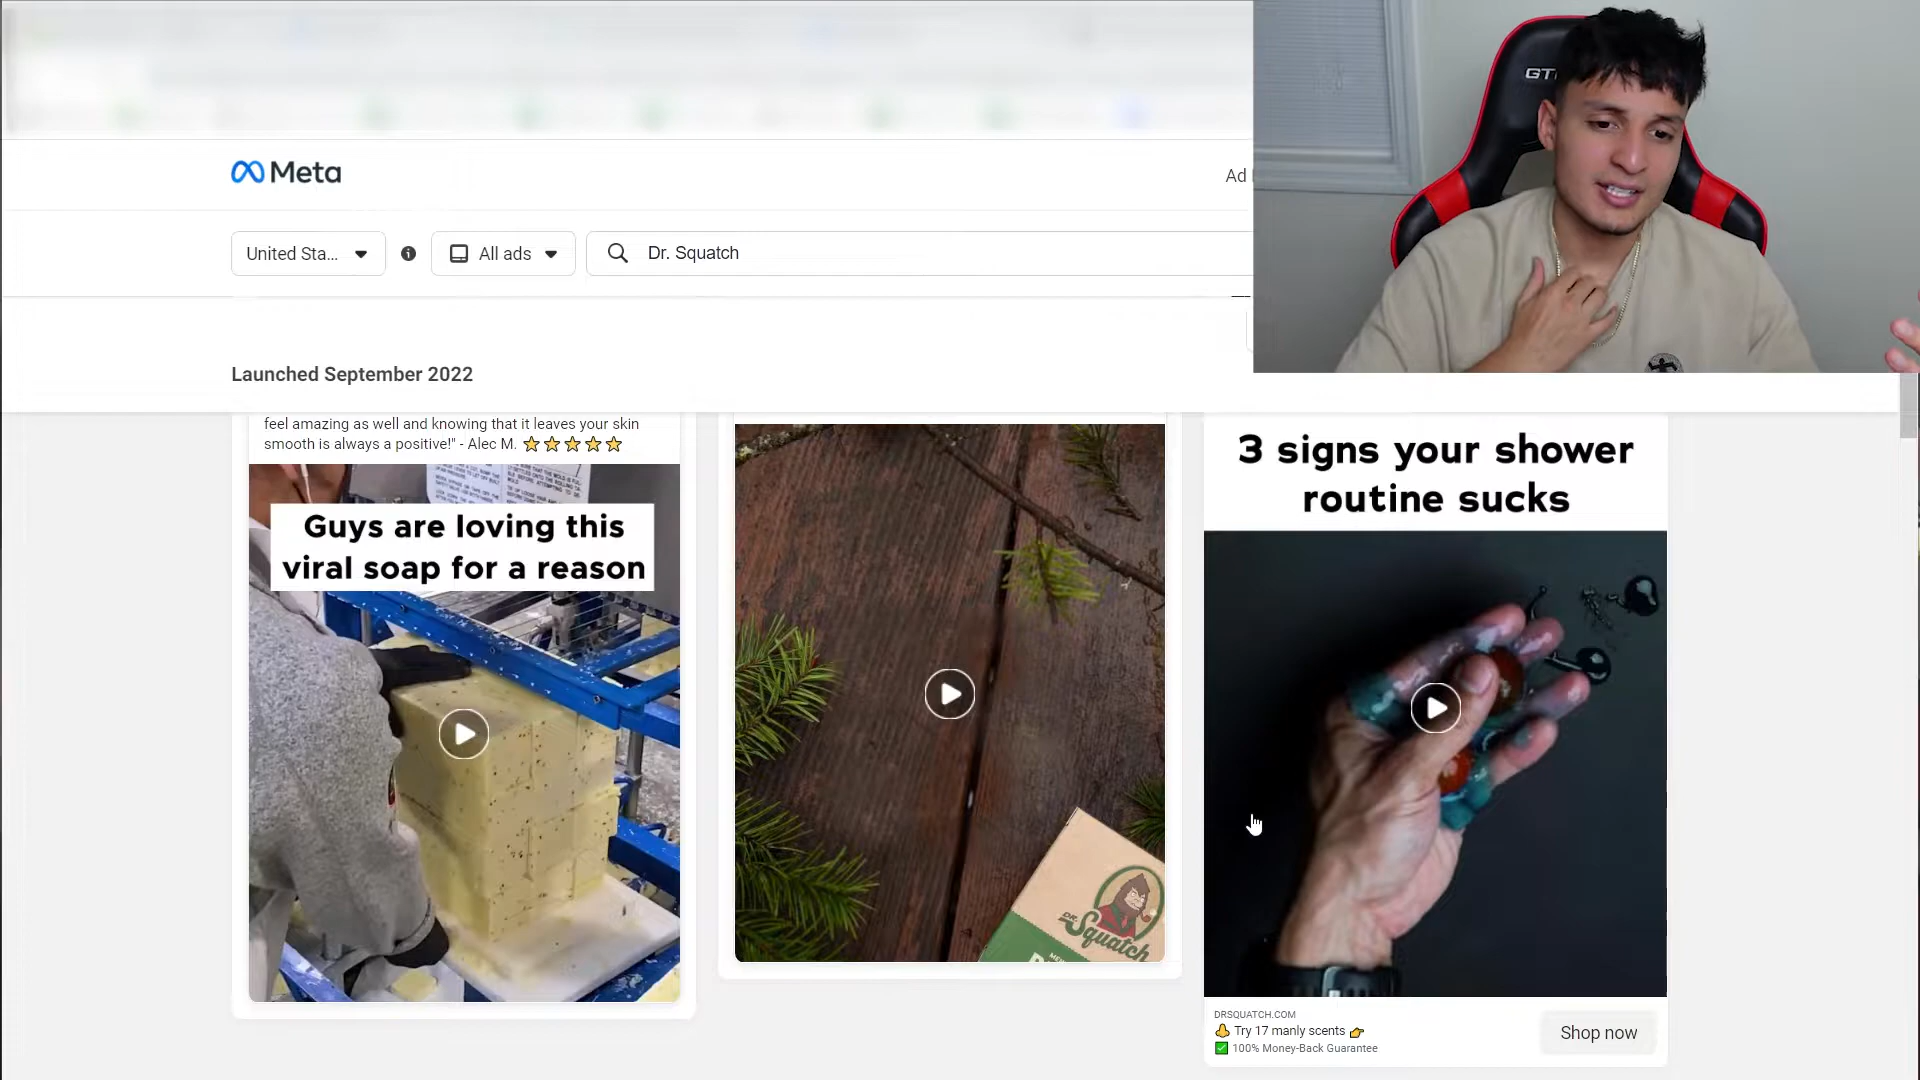 Meta
Ad
GT
United Sta...
All ads
Dr. Squatch
Launched September 2022
feel amazing as well and knowing that it leaves your skin
smooth is always a positive!" - Alec M. ⭐⭐⭐⭐⭐
Guys are loving this
viral soap for a reason
DR.
Squatch
3 signs your shower
routine sucks
DRSQUATCH.COM
👃 Try 17 manly scents 👉
✅ 100% Money-Back Guarantee
Shop now